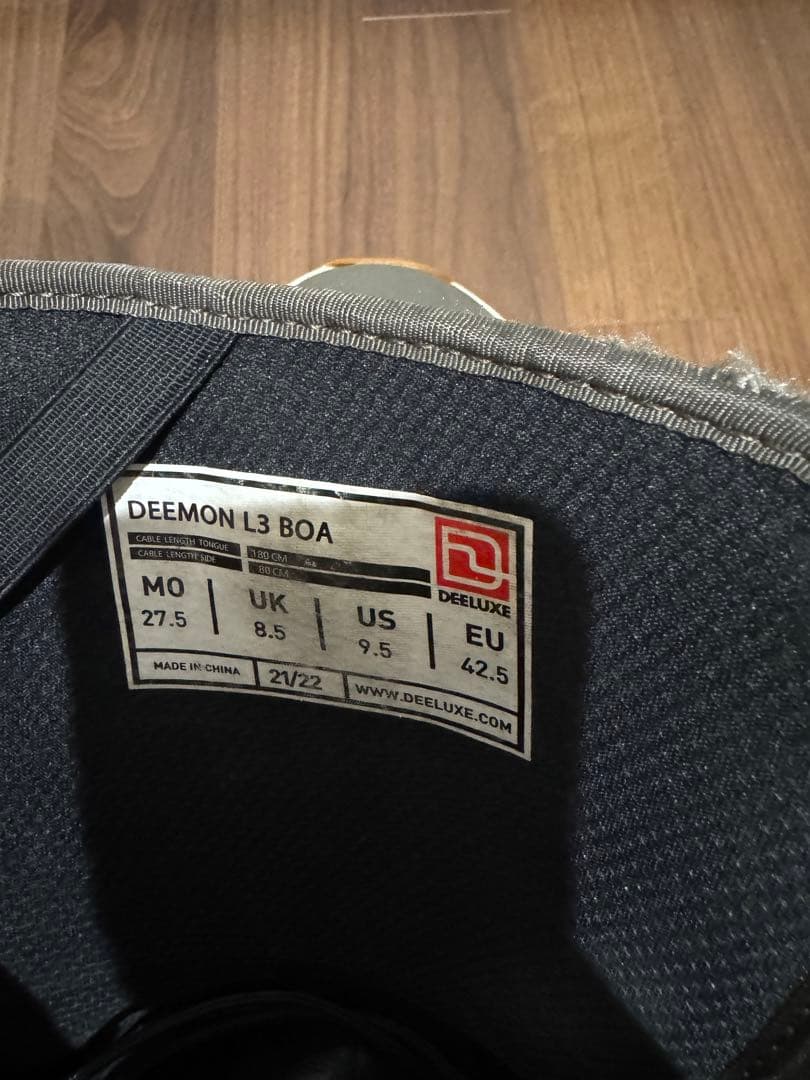 DEEMON L3 BOA
CABLE LENGTH TONGUE 180 CM
CABLE LENGTH SIDE 80 CM
DEELUXE
MO UK US EU
27.5 8.5 9.5 42.5
MADE IN CHINA 21/22 WWW.DEELUXE.COM